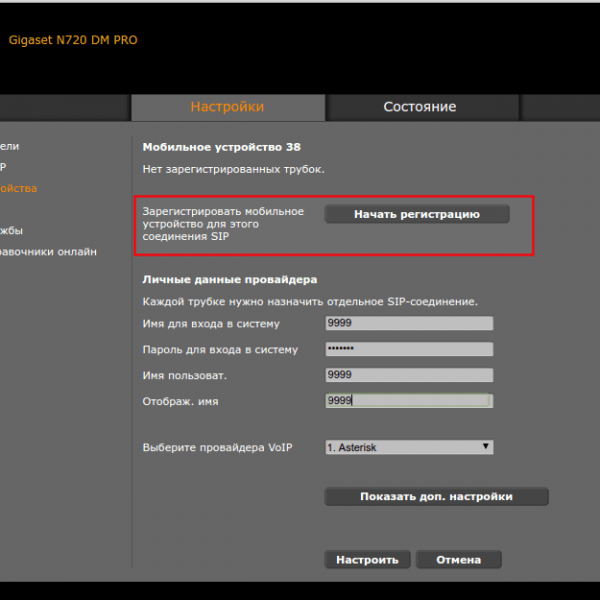 Gigaset N720 DM PRO
Настройки
Состояние
Мобильное устройство 38
Нет зарегистрированных трубок.
Зарегистрировать мобильное
устройство для этого
соединения SIP
Начать регистрацию
Личные данные провайдера
Каждой трубке нужно назначить отдельное SIP-соединение.
Имя для входа в систему
9999
Пароль для входа в систему
•••••••
Имя пользоват.
9999
Отображ. имя
9999
Выберите провайдера VoIP
1. Asterisk
Показать доп. настройки
Настроить
Отмена
ели
Р
ойства
жбы
равочники онлайн